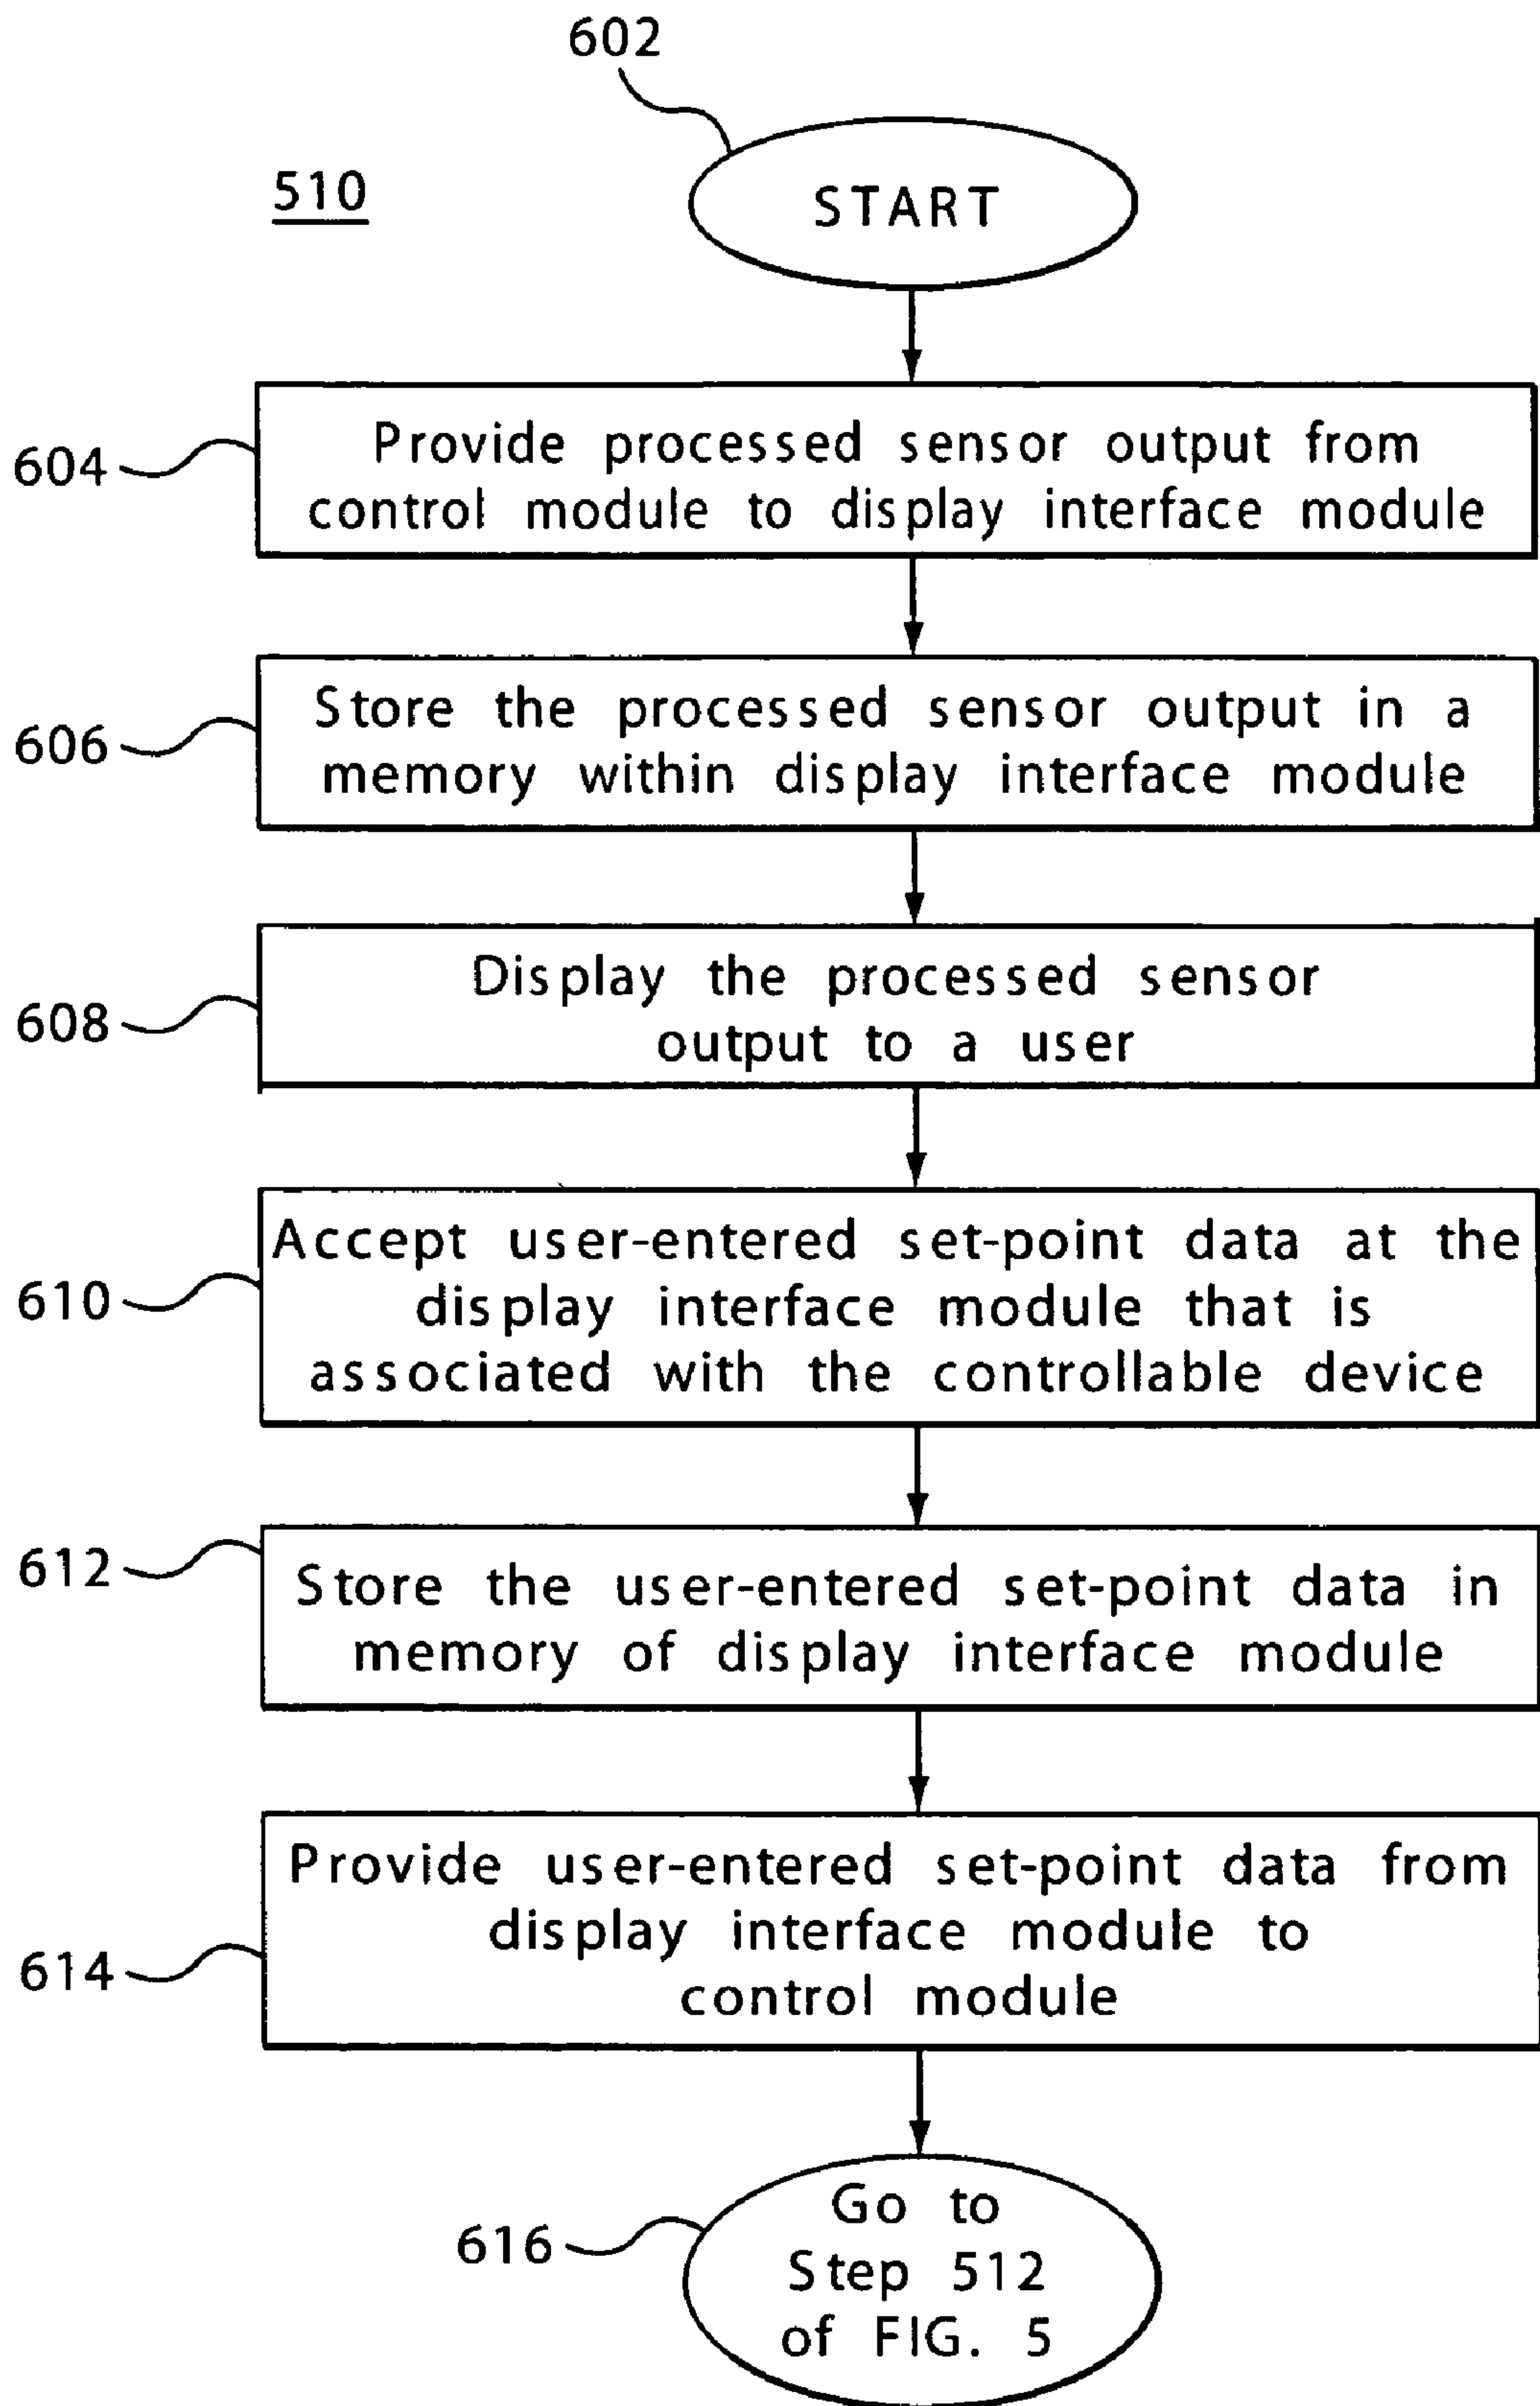 602
510
START
604
Provide processed sensor output from
control module to display interface module
606
Store the processed sensor output in a
memory within display interface module
608
Display the processed sensor
output to a user
610
Accept user-entered set-point data at the
display interface module that is
associated with the controllable device
612
Store the user-entered set-point data in
memory of display interface module
614
Provide user-entered set-point data from
display interface module to
control module
616
Go to
Step 512
of FIG. 5